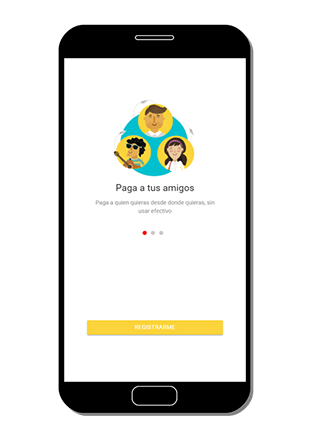 Paga a tus amigos
Paga a quien quieras desde donde quieras, sin
usar efectivo
REGISTRARME